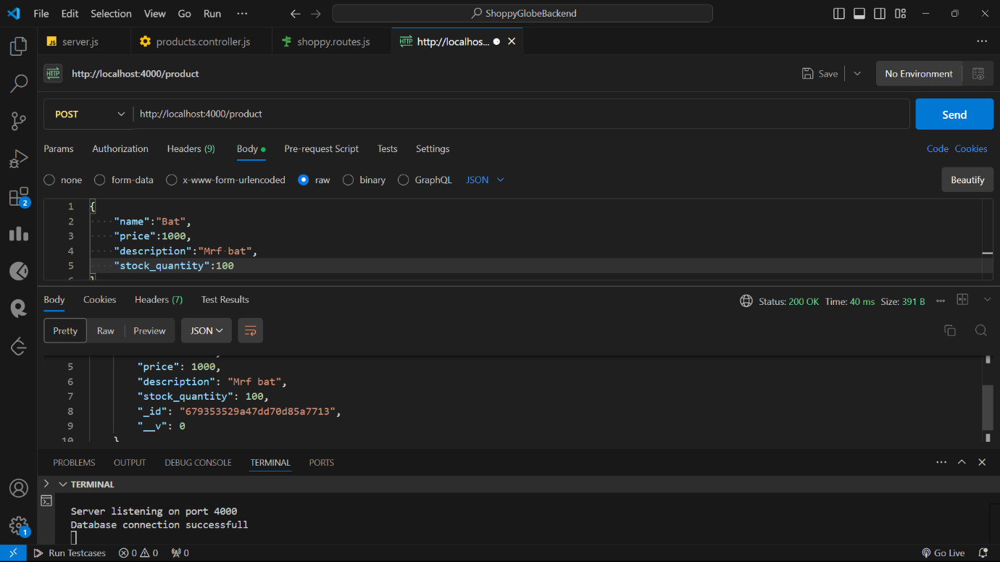 File Edit Selection View Go Run ··· ShoppyGlobeBackend
server.js products.controller.js shoppy.routes.js http://localhos...
http://localhost:4000/product Save No Environment
POST http://localhost:4000/product Send
Params Authorization Headers (9) Body Pre-request Script Tests Settings Code Cookies
none form-data x-www-form-urlencoded raw binary GraphQL JSON Beautify
1 {
2 "name":"Bat",
3 "price":1000,
4 "description":"Mrf bat",
5 "stock_quantity":100
6 }
Body Cookies Headers (7) Test Results Status: 200 OK Time: 40 ms Size: 391 B
Pretty Raw Preview JSON
5 "price": 1000,
6 "description": "Mrf bat",
7 "stock_quantity": 100,
8 "_id": "679353529a47dd70d85a7713",
9 "__v": 0
10 }
PROBLEMS OUTPUT DEBUG CONSOLE TERMINAL PORTS
TERMINAL
Server listening on port 4000
Database connection successfull
Run Testcases 0 0 0 Go Live